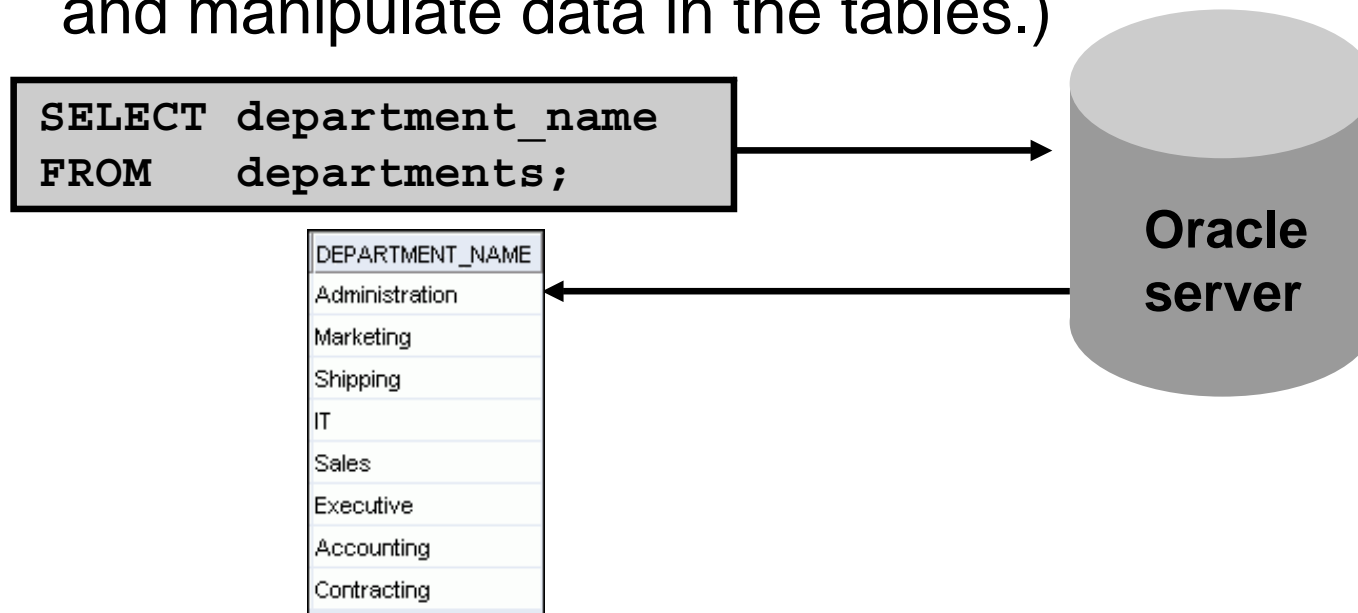 and manipulate data in the tables.)
SELECT department_name
FROM departments;
DEPARTMENT_NAME
Administration
Marketing
Shipping
IT
Sales
Executive
Accounting
Contracting
Oracle
server